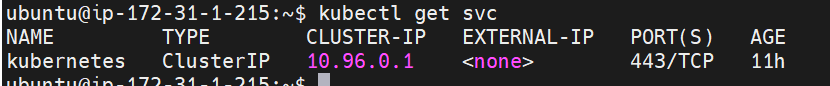 ubuntu@ip-172-31-1-215:~$ kubectl get svc
NAME         TYPE        CLUSTER-IP   EXTERNAL-IP   PORT(S)   AGE
kubernetes   ClusterIP   10.96.0.1    <none>        443/TCP   11h
ubuntu@ip-172-31-1-215:~$